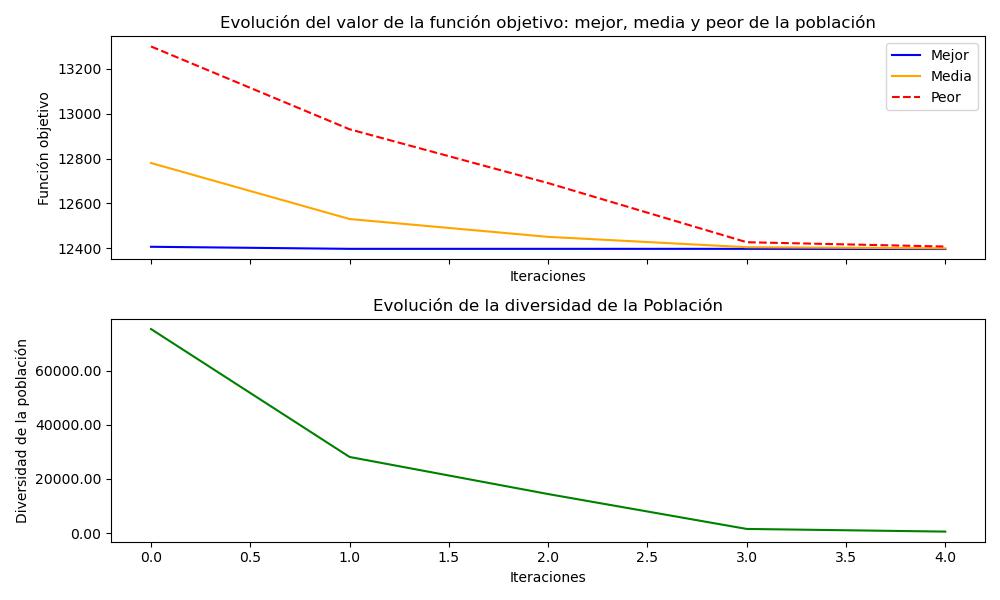 Evolución del valor de la función objetivo: mejor, media y peor de la población
Función objetivo
13200
13000
12800
12600
12400
Mejor
Media
Peor
Iteraciones
Evolución de la diversidad de la Población
Diversidad de la población
60000.00
40000.00
20000.00
0.00
0.0 0.5 1.0 1.5 2.0 2.5 3.0 3.5 4.0
Iteraciones